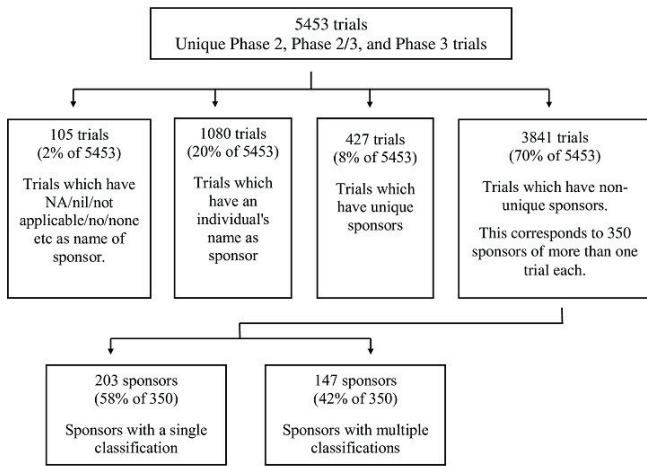 5453 trials
Unique Phase 2, Phase 2/3, and Phase 3 trials
105 trials
(2% of 5453)
Trials which have
NA/nil/not
applicable/no/none
etc as name of
sponsor.
1080 trials
(20% of 5453)
Trials which
have an
individual's
name as
sponsor
427 trials
(8% of 5453)
Trials which
have unique
sponsors
3841 trials
(70% of 5453)
Trials which have non-
unique sponsors.
This corresponds to 350
sponsors of more than one
trial each.
203 sponsors
(58% of 350)
Sponsors with a single
classification
147 sponsors
(42% of 350)
Sponsors with multiple
classifications